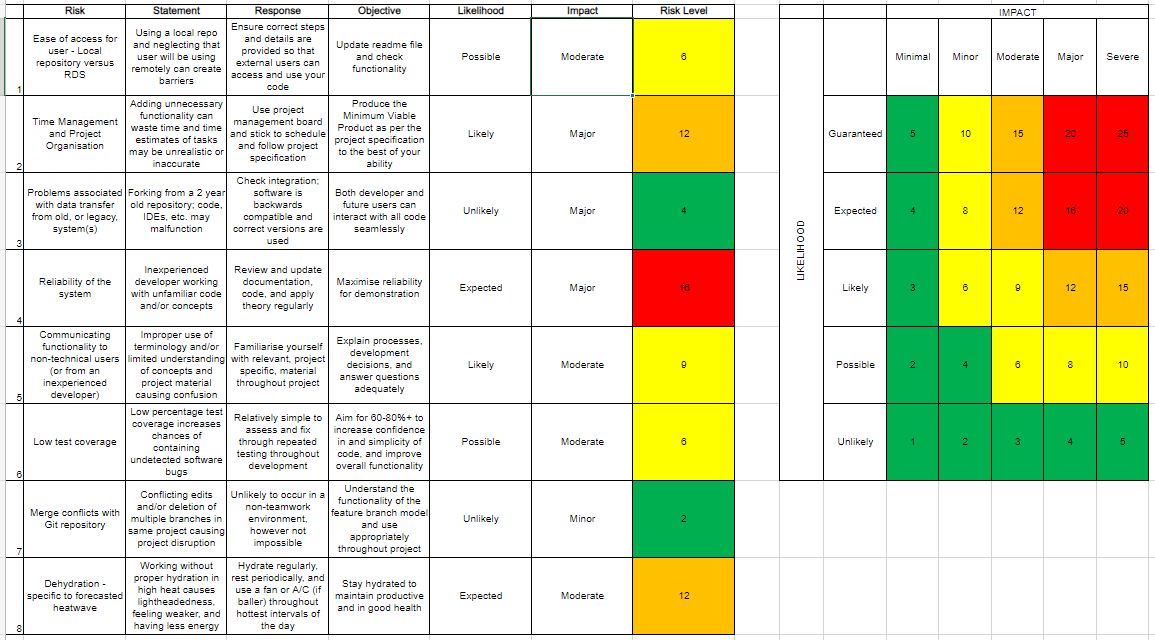 Risk Statement Response Objective Likelihood Impact Risk Level
1
Ease of access for
user - Local
repository versus
RDS
Using a local repo
and neglecting that
user will be using
remotely can create
barriers
Ensure correct steps
and details are
provided so that
external users can
access and use your
code
Update readme file
and check
functionality
Possible
Moderate
6
2
Time Management
and Project
Organisation
Adding unnecessary
functionality can
waste time and time
estimates of tasks
may be unrealistic or
inaccurate
Use project
management board
and stick to schedule
and follow project
specification
Produce the
Minimum Viable
Product as per the
project specification
to the best of your
ability
Likely
Major
12
3
Problems associated
with data transfer
from old, or legacy,
system(s)
Forking from a 2 year
old repository; code,
IDEs, etc. may
malfunction
Check integration;
software is
backwards
compatible and
correct versions are
used
Both developer and
future users can
interact with all code
seamlessly
Unlikely
Major
4
4
Reliability of the
system
Inexperienced
developer working
with unfamiliar code
and/or concepts
Review and update
documentation,
code, and apply
theory regularly
Maximise reliability
for demonstration
Expected
Major
16
5
Communicating
functionality to
non-technical users
(or from an
inexperienced
developer)
Improper use of
terminology and/or
limited understanding
of concepts and
project material
causing confusion
Familiarise yourself
with relevant, project
specific, material
throughout project
Explain processes,
development
decisions, and
answer questions
adequately
Likely
Moderate
9
6
Low test coverage
Low percentage test
coverage increases
chances of
containing
undetected software
bugs
Relatively simple to
assess and fix
through repeated
testing throughout
development
Aim for 60-80%+ to
increase confidence
in and simplicity of
code, and improve
overall functionality
Possible
Moderate
6
7
Merge conflicts with
Git repository
Conflicting edits
and/or deletion of
multiple branches in
same project causing
project disruption
Unlikely to occur in a
non-teamwork
environment,
however not
impossible
Understand the
functionality of the
feature branch model
and use
appropriately
throughout project
Unlikely
Minor
2
8
Dehydration -
specific to forecasted
heatwave
Working without
proper hydration in
high heat causes
lightheadedness,
feeling weaker, and
having less energy
Hydrate regularly,
rest periodically, and
use a fan or A/C (if
baller) throughout
hottest intervals of
the day
Stay hydrated to
maintain productive
and in good health
Expected
Moderate
12
IMPACT
Minimal Minor Moderate Major Severe
LIKELIHOOD
Guaranteed 5 10 15 20 25
Expected 4 8 12 16 20
Likely 3 6 9 12 15
Possible 2 4 6 8 10
Unlikely 1 2 3 4 5